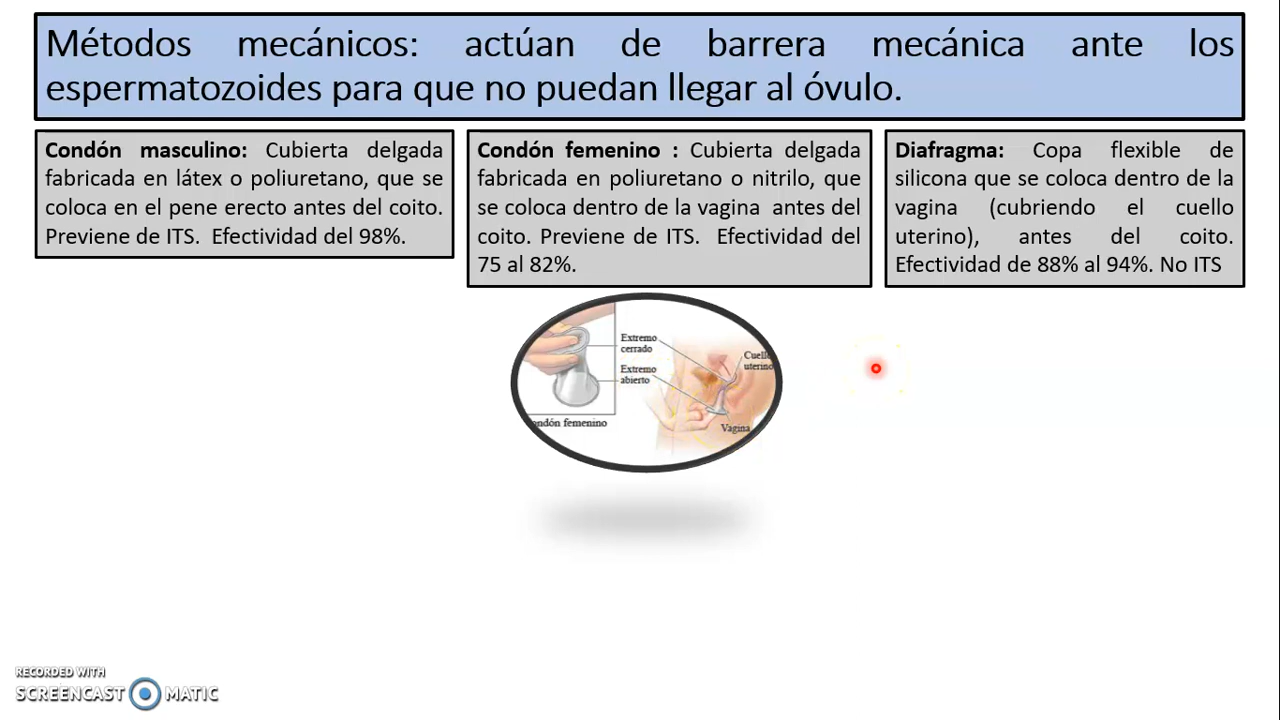 Métodos mecánicos: actúan de barrera mecánica ante los
espermatozoides para que no puedan llegar al óvulo.
Condón masculino: Cubierta delgada
fabricada en látex o poliuretano, que se
coloca en el pene erecto antes del coito.
Previene de ITS. Efectividad del 98%.
Condón femenino : Cubierta delgada
fabricada en poliuretano o nitrilo, que
se coloca dentro de la vagina antes del
coito. Previene de ITS. Efectividad del
75 al 82%.
Diafragma: Copa flexible de
silicona que se coloca dentro de la
vagina (cubriendo el cuello
uterino), antes del coito.
Efectividad de 88% al 94%. No ITS
Extremo
cerrado
Extremo
abierto
Cuello
uterino
ondón femenino
Vagina
RECORDED WITH
SCREENCAST MATIC